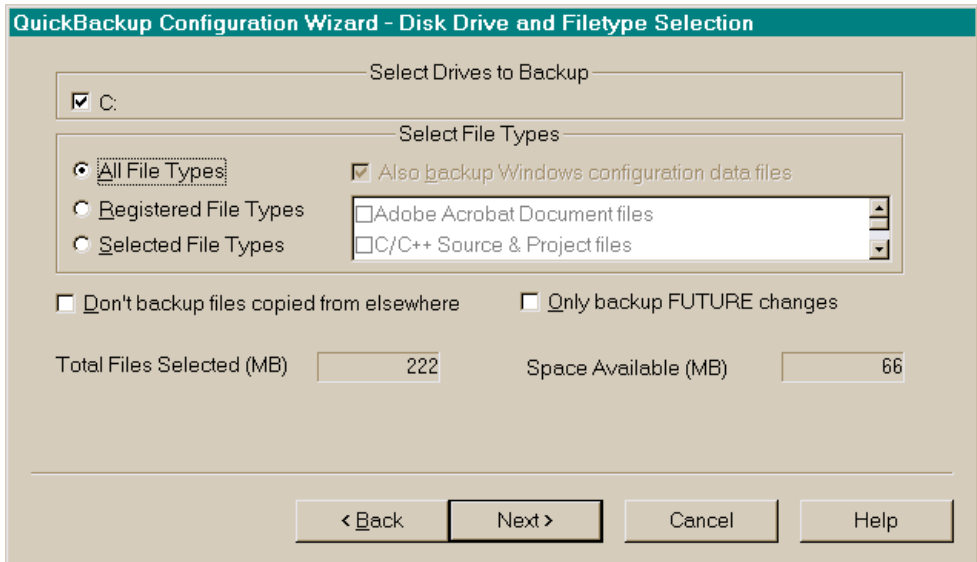 QuickBackup Configuration Wizard - Disk Drive and Filetype Selection
Select Drives to Backup
C:
Select File Types
All File Types
Also backup Windows configuration data files
Registered File Types
Adobe Acrobat Document files
Selected File Types
C/C++ Source & Project files
Don't backup files copied from elsewhere
Only backup FUTURE changes
Total Files Selected (MB) 222
Space Available (MB) 66
< Back
Next >
Cancel
Help